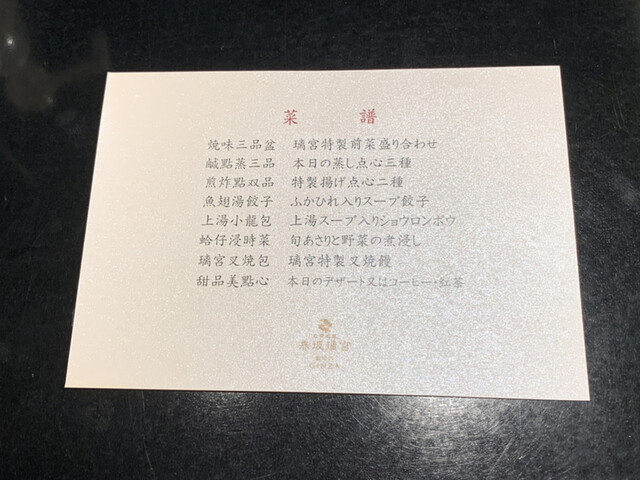 菜 譜
焼味三品盆 璃宮特製前菜盛り合わせ
鹹點蒸三品 本日の蒸し点心三種
煎炸點双品 特製揚げ点心二種
魚翅湯餃子 ふかひれ入りスープ餃子
上湯小龍包 上湯スープ入りショウロンポウ
蛤仔浸時菜 旬あさりと野菜の煮浸し
璃宮叉焼包 璃宮特製叉焼饅
甜品美點心 本日のデザート又はコーヒー・紅茶
赤坂璃宮